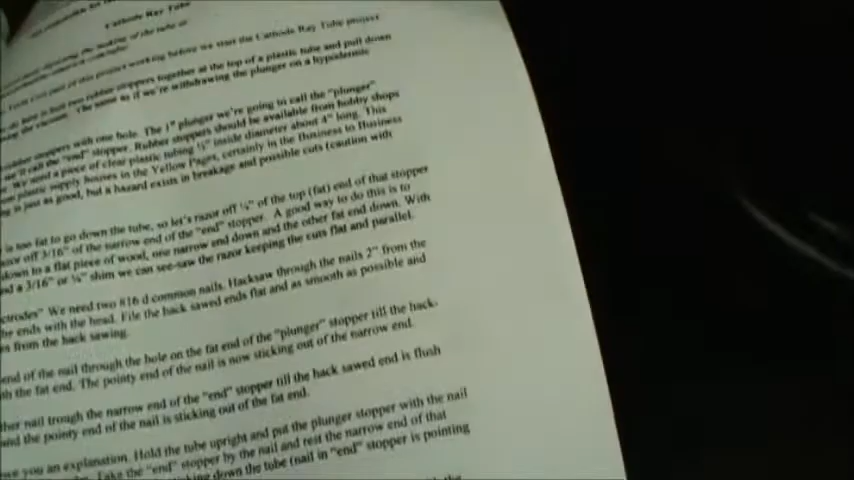 Cathode Ray Tube
making of the tube
part of this project working before we start the Cathode Ray Tube project
two rubber stoppers together at the top of a plastic tube and pull down
the vacuum. The same as if we're withdrawing the plunger on a hypodermic
stoppers with one hole. The 1st plunger we're going to call the "plunger"
we'll call the "end" stopper. Rubber stoppers should be available from hobby shops
We need a piece of clear plastic tubing ½" inside diameter about 4" long. This
plastic supply houses in the Yellow Pages, certainly in the Business to Business
is just as good, but a hazard exists in breakage and possible cuts (caution with
is too fat to go down the tube, so let's razor off ¼" of the top (fat) end of that stopper
razor off 3/16" of the narrow end of the "end" stopper. A good way to do this is to
down to a flat piece of wood, one narrow end down and the other fat end down. With
a 3/16" or ¼" shim we can see-saw the razor keeping the cuts flat and parallel.
We need two #16 d common nails. Hacksaw through the nails 2" from the
ends with the head. File the hack sawed ends flat and as smooth as possible and
from the hack sawing.
end of the nail through the hole on the fat end of the "plunger" stopper till the hack-
the fat end. The pointy end of the nail is now sticking out of the narrow end.
nail trough the narrow end of the "end" stopper till the hack sawed end is flush
and the pointy end of the nail is sticking out of the fat end.
you an explanation. Hold the tube upright and put the plunger stopper with the nail
Take the "end" stopper by the nail and rest the narrow end of that
down the tube (nail in "end" stopper is pointing
the